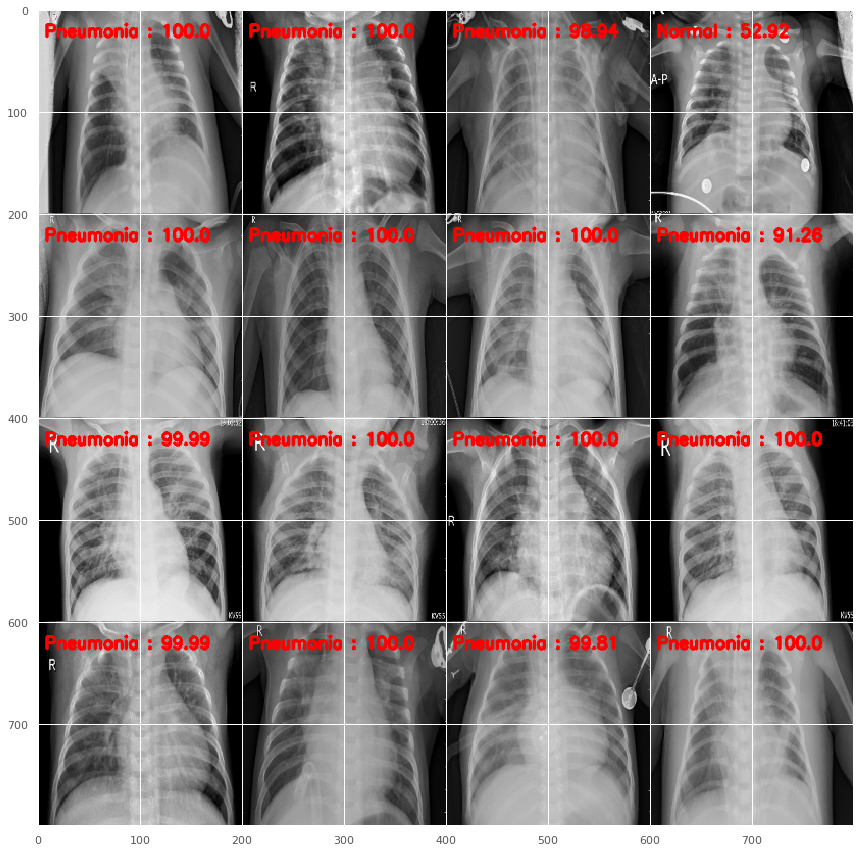 0
Pneumonia : 100.0
Pneumonia : 100.0
Pneumonia : 98.94
Normal : 52.92
R
A-P
100
200
R
R
R
R
Pneumonia : 100.0
Pneumonia : 100.0
Pneumonia : 100.0
Pneumonia : 91.26
300
400
Pneumonia : 99.99
Pneumonia : 100.0
Pneumonia : 100.0
Pneumonia : 100.0
R
R
R
R
500
KVSS
KVSS
KVSS
600
R
R
R
Pneumonia : 99.99
Pneumonia : 100.0
Pneumonia : 99.81
Pneumonia : 100.0
R
700
0
100
200
300
400
500
600
700